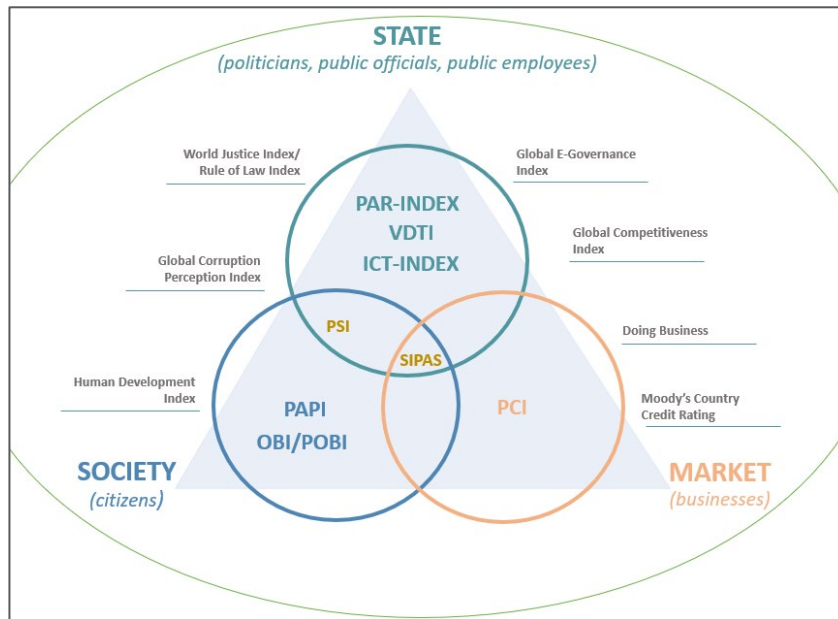 STATE
(politicians, public officials, public employees)
World Justice Index/
Rule of Law Index
Global E-Governance
Index
PAR-INDEX
VDTI
ICT-INDEX
Global Competitiveness
Index
Global Corruption
Perception Index
PSI
Doing Business
SIPAS
Human Development
Index
Moody's Country
Credit Rating
PAPI
OBI/POBI
PCI
SOCIETY
(citizens)
MARKET
(businesses)